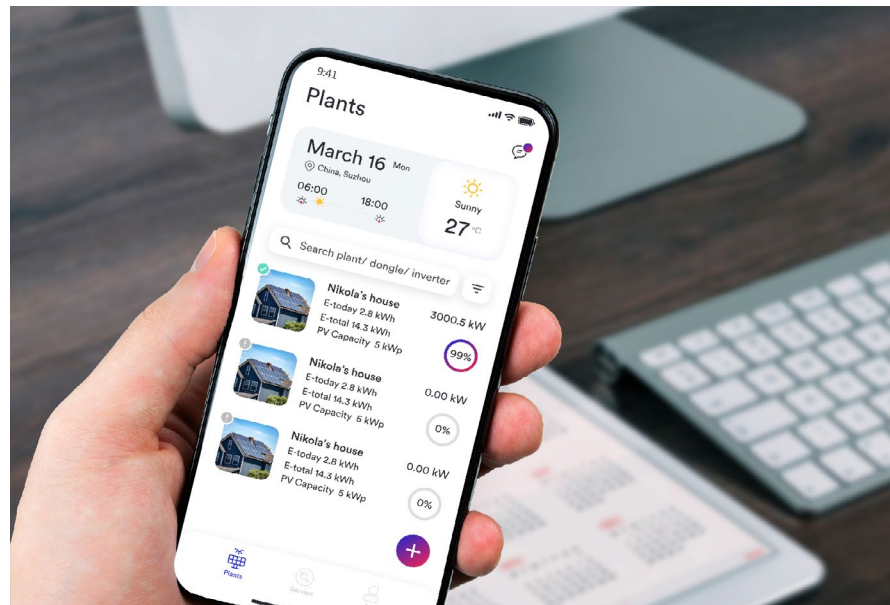 9:41
Plants
March 16 Mon
China, Suzhou
06:00
18:00
Sunny
27 °C
Search plant/ dongle/ inverter
Nikola's house
3000.5 kW
E-today 2.8 kWh
E-total 14.3 kWh
PV Capacity 5 kWp
99%
Nikola's house
0.00 kW
E-today 2.8 kWh
E-total 14.3 kWh
PV Capacity 5 kWp
0%
Nikola's house
0.00 kW
E-today 2.8 kWh
E-total 14.3 kWh
PV Capacity 5 kWp
0%
Plants
Service